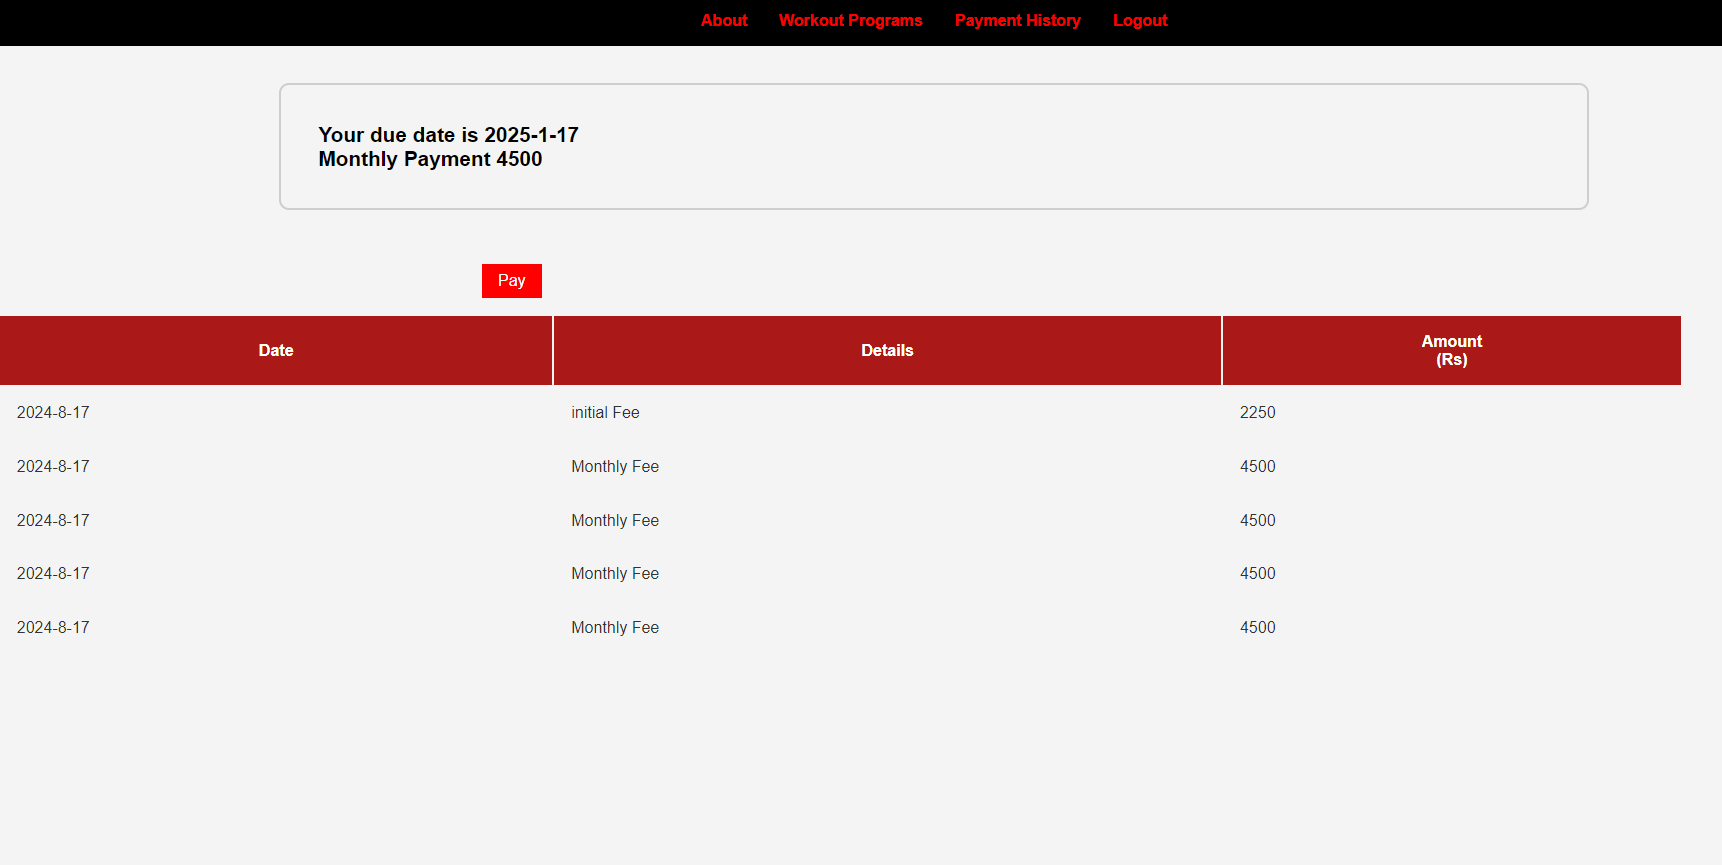 About Workout Programs Payment History Logout
Your due date is 2025-1-17
Monthly Payment 4500
Pay
Date Details Amount
(Rs)
2024-8-17 initial Fee 2250
2024-8-17 Monthly Fee 4500
2024-8-17 Monthly Fee 4500
2024-8-17 Monthly Fee 4500
2024-8-17 Monthly Fee 4500